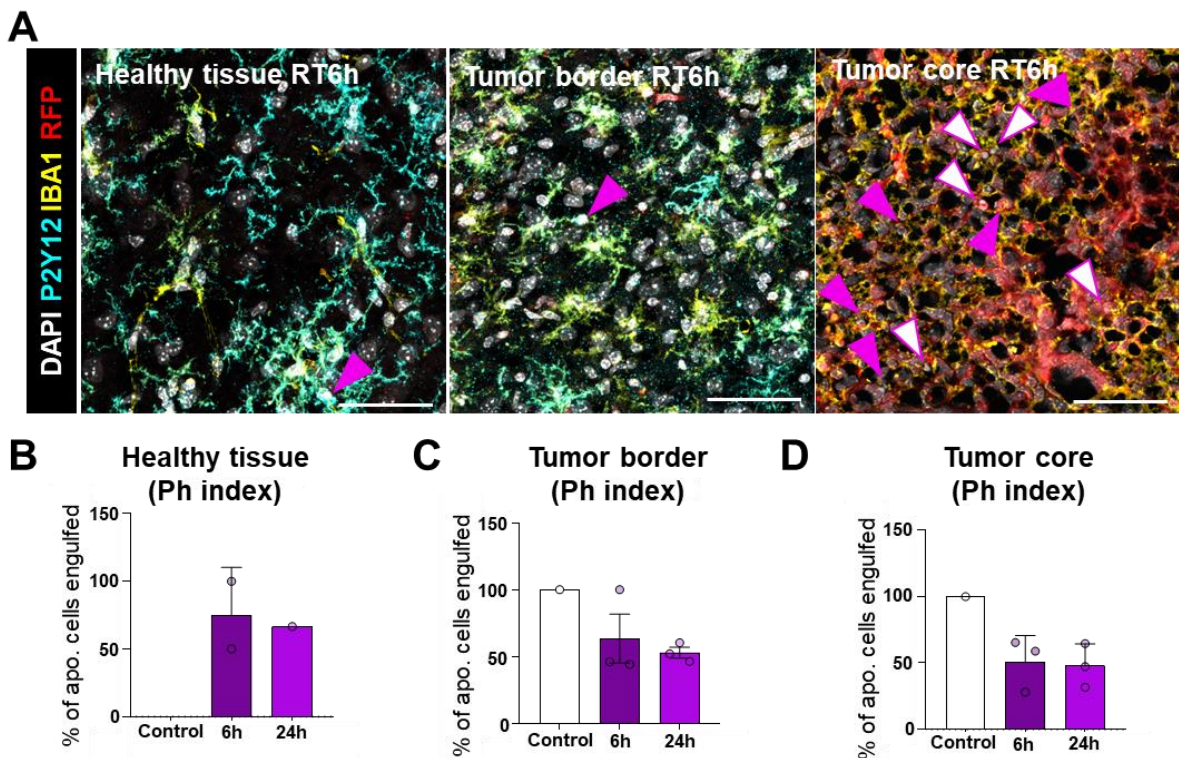 A
DAPI P2Y12 IBA1 RFP
Healthy tissue RT6h
Tumor border RT6h
Tumor core RT6h
B
Healthy tissue
(Ph index)
% of apo. cells engulfed
150
100
50
0
Control 6h 24h
C
Tumor border
(Ph index)
% of apo. cells engulfed
150
100
50
0
Control 6h 24h
D
Tumor core
(Ph index)
% of apo. cells engulfed
150
100
50
0
Control 6h 24h